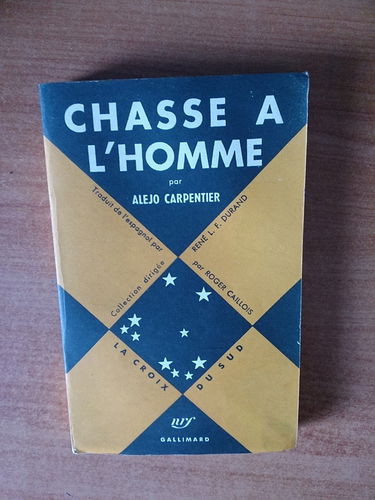 CHASSE A
L'HOMME
par
ALEJO CARPENTIER
Traduit de l'espagnol par
RENÉ L. F. DURAND
Collection dirigée
par ROGER CAILLOIS
LA CROIX
DU SUD
nrf
GALLIMARD